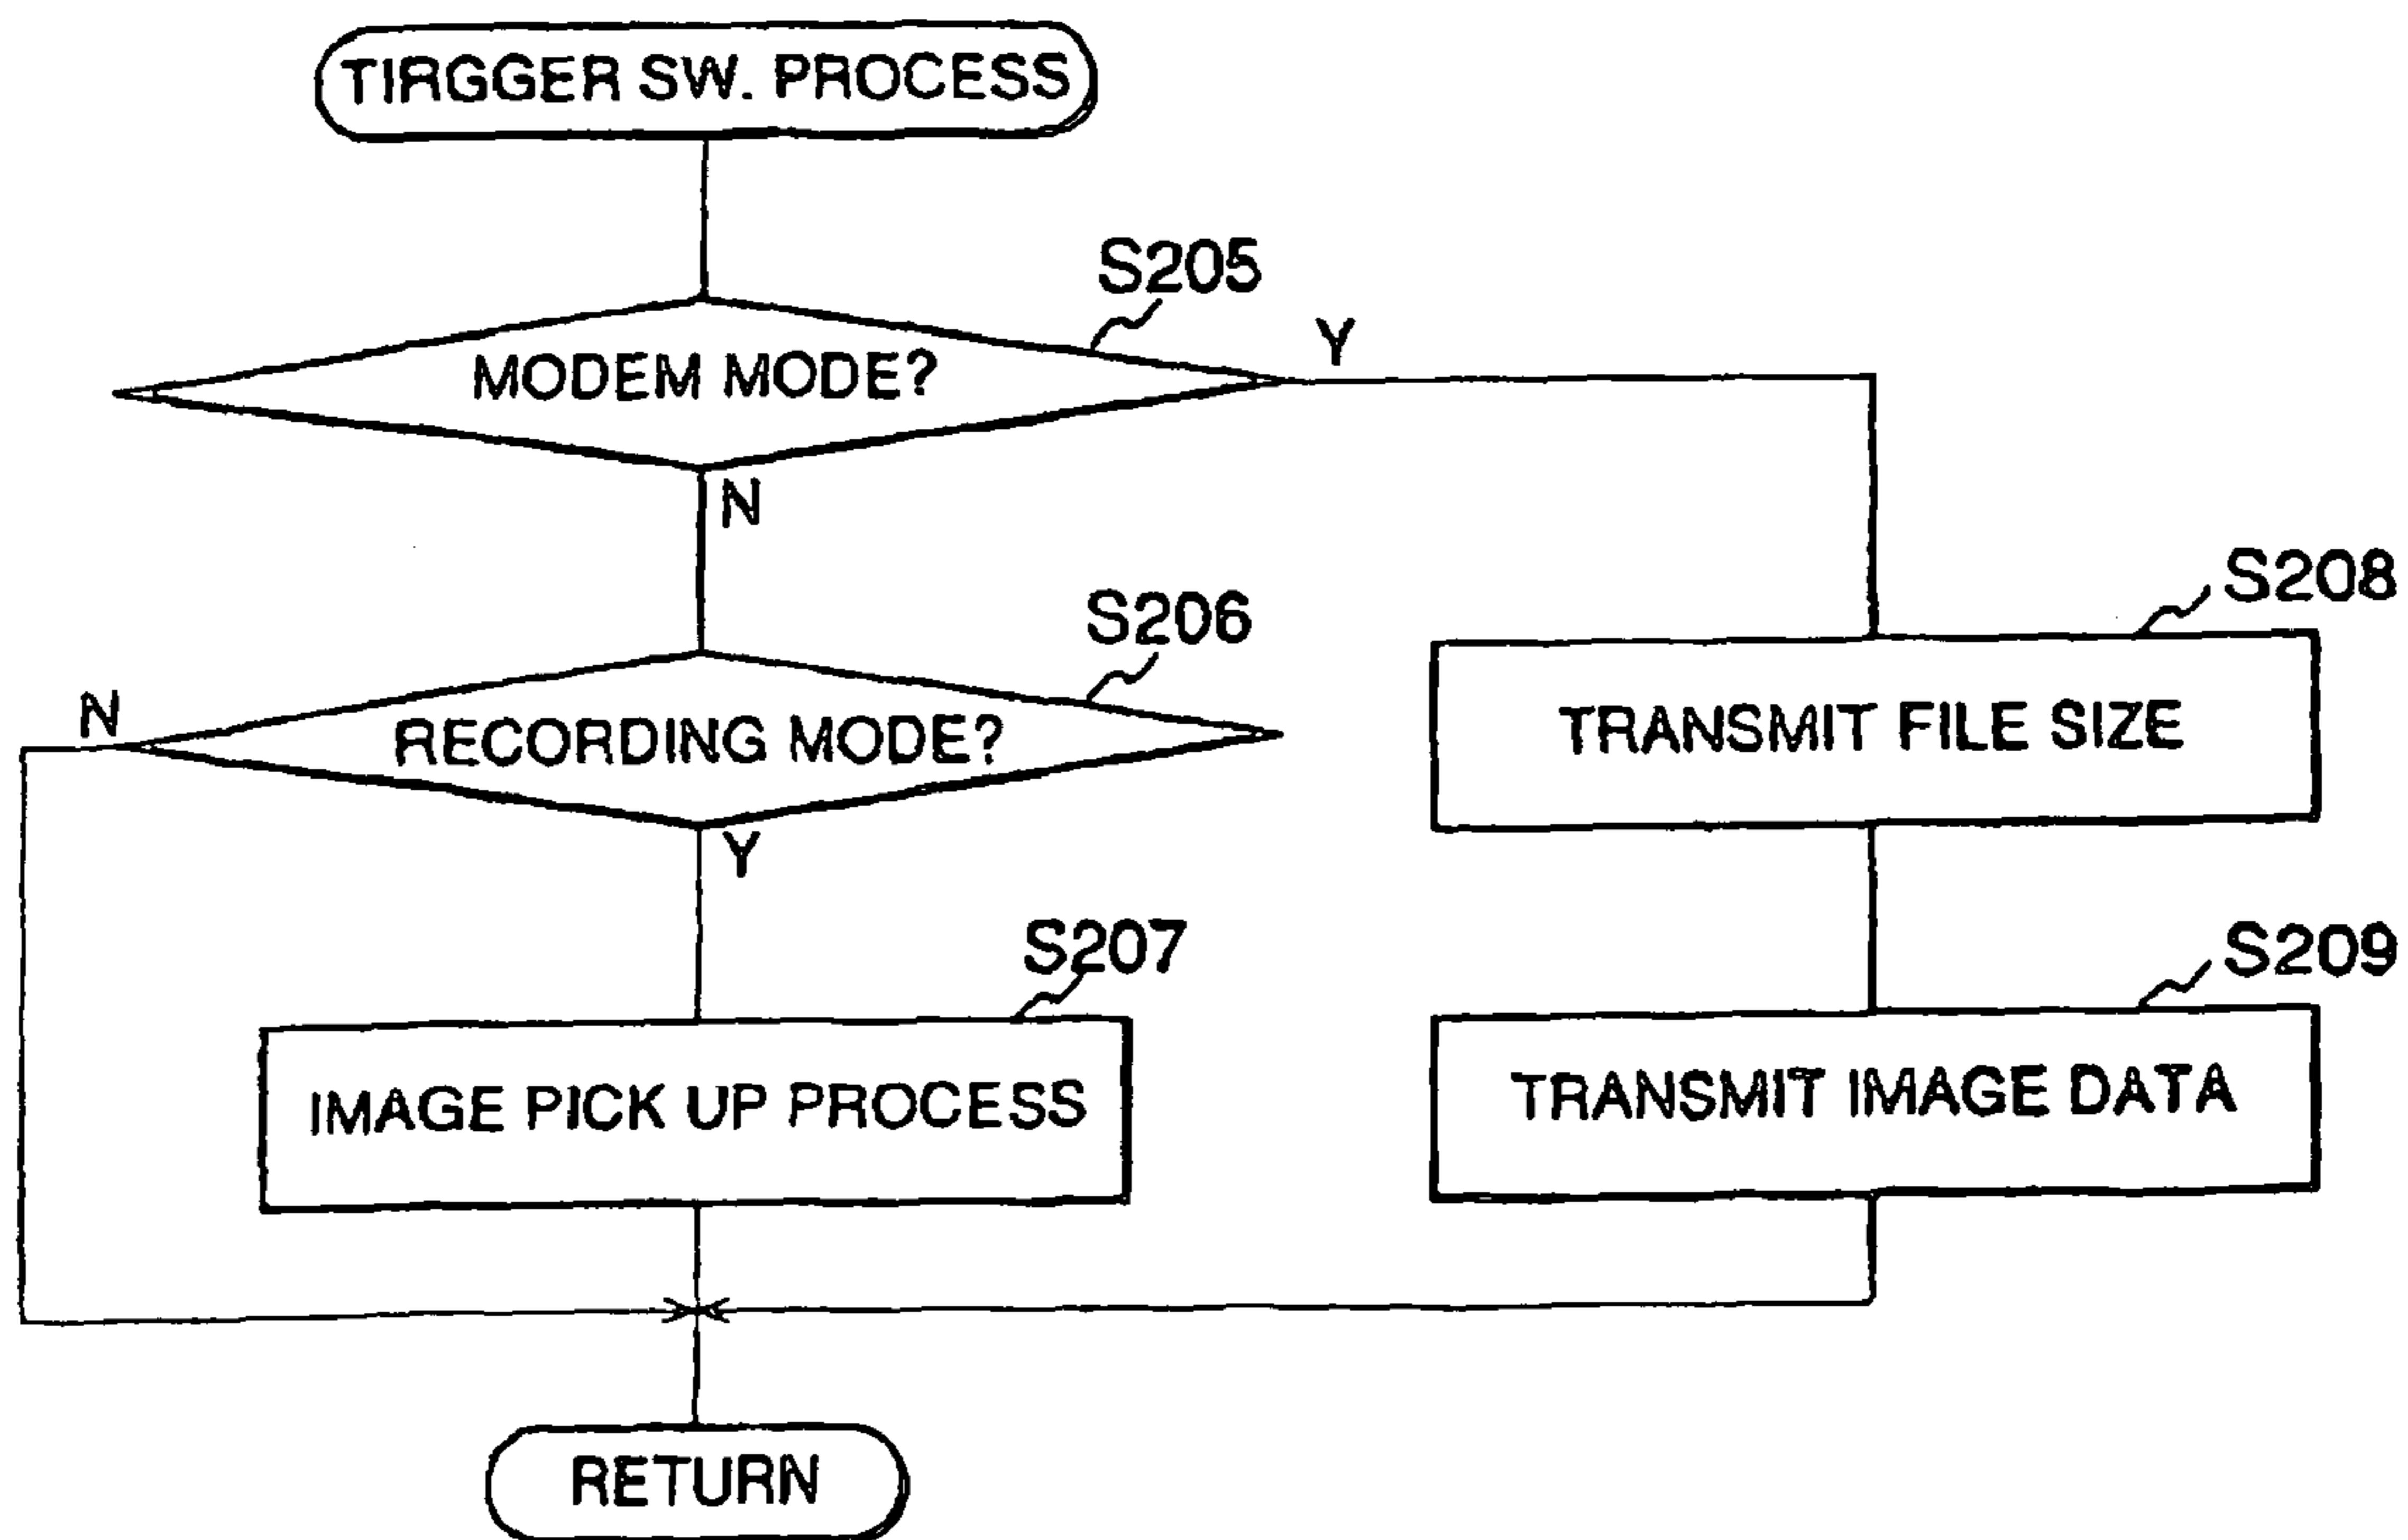 TIRGGER SW. PROCESS
S205
MODEM MODE?
Y
N
S206
N
RECORDING MODE?
Y
S208
TRANSMIT FILE SIZE
S207
IMAGE PICK UP PROCESS
S209
TRANSMIT IMAGE DATA
RETURN